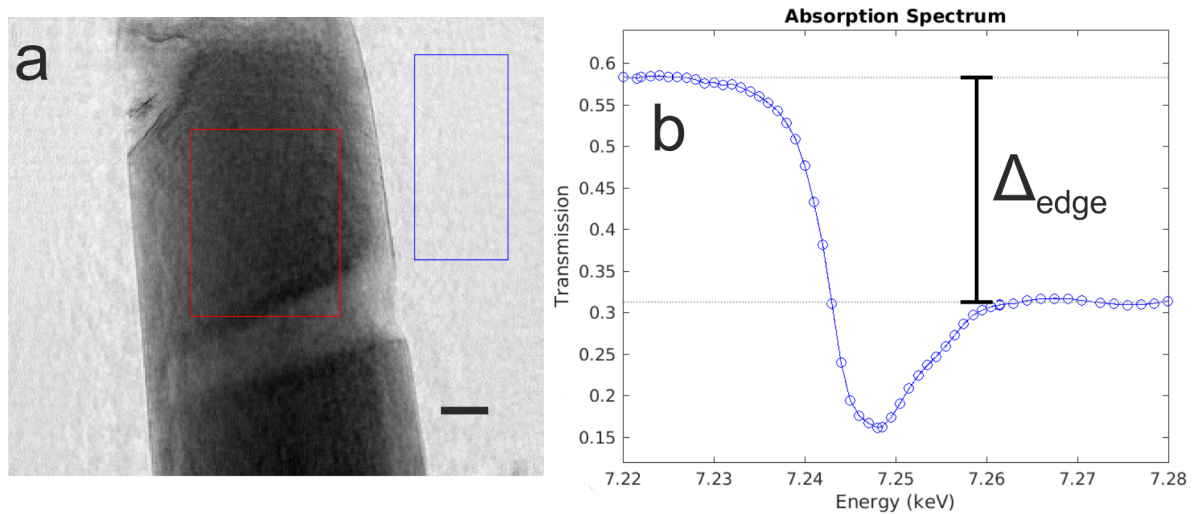 a
Absorption Spectrum
b
Δedge
Transmission
0.6
0.55
0.5
0.45
0.4
0.35
0.3
0.25
0.2
0.15
7.22 7.23 7.24 7.25 7.26 7.27 7.28
Energy (keV)